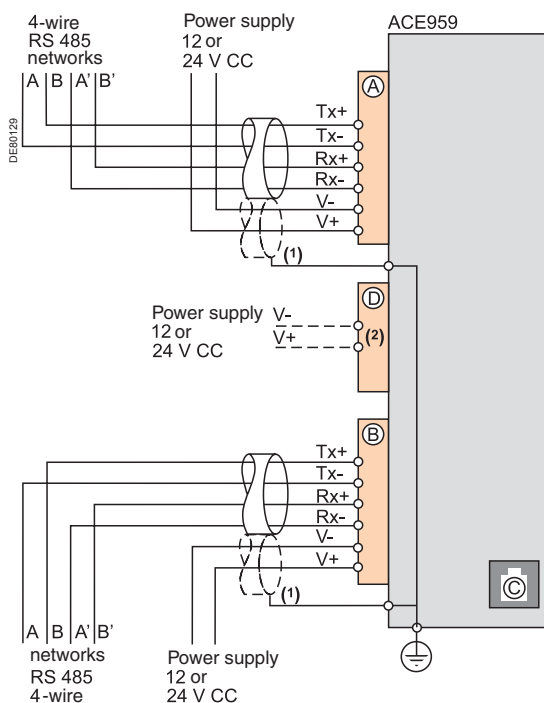 4-wire
RS 485
networks
A B A' B'
Power supply
12 or
24 V CC
ACE959
DE80129
A
Tx+
Tx-
Rx+
Rx-
V-
V+
(1)
D
Power supply
12 or
24 V CC
V-
V+
(2)
B
Tx+
Tx-
Rx+
Rx-
V-
V+
(1)
C
A B A' B'
networks
RS 485
4-wire
Power supply
12 or
24 V CC